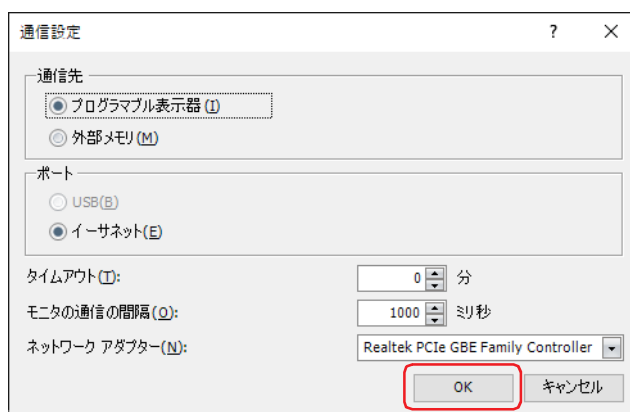 通信設定 ?
通信先
プログラマブル表示器(I)
外部メモリ(M)
ポート
USB(B)
イーサネット(E)
タイムアウト(T): 0 分
モニタの通信の間隔(O): 1000 ミリ秒
ネットワーク アダプター(N): Realtek PCIe GBE Family Controller
OK キャンセル